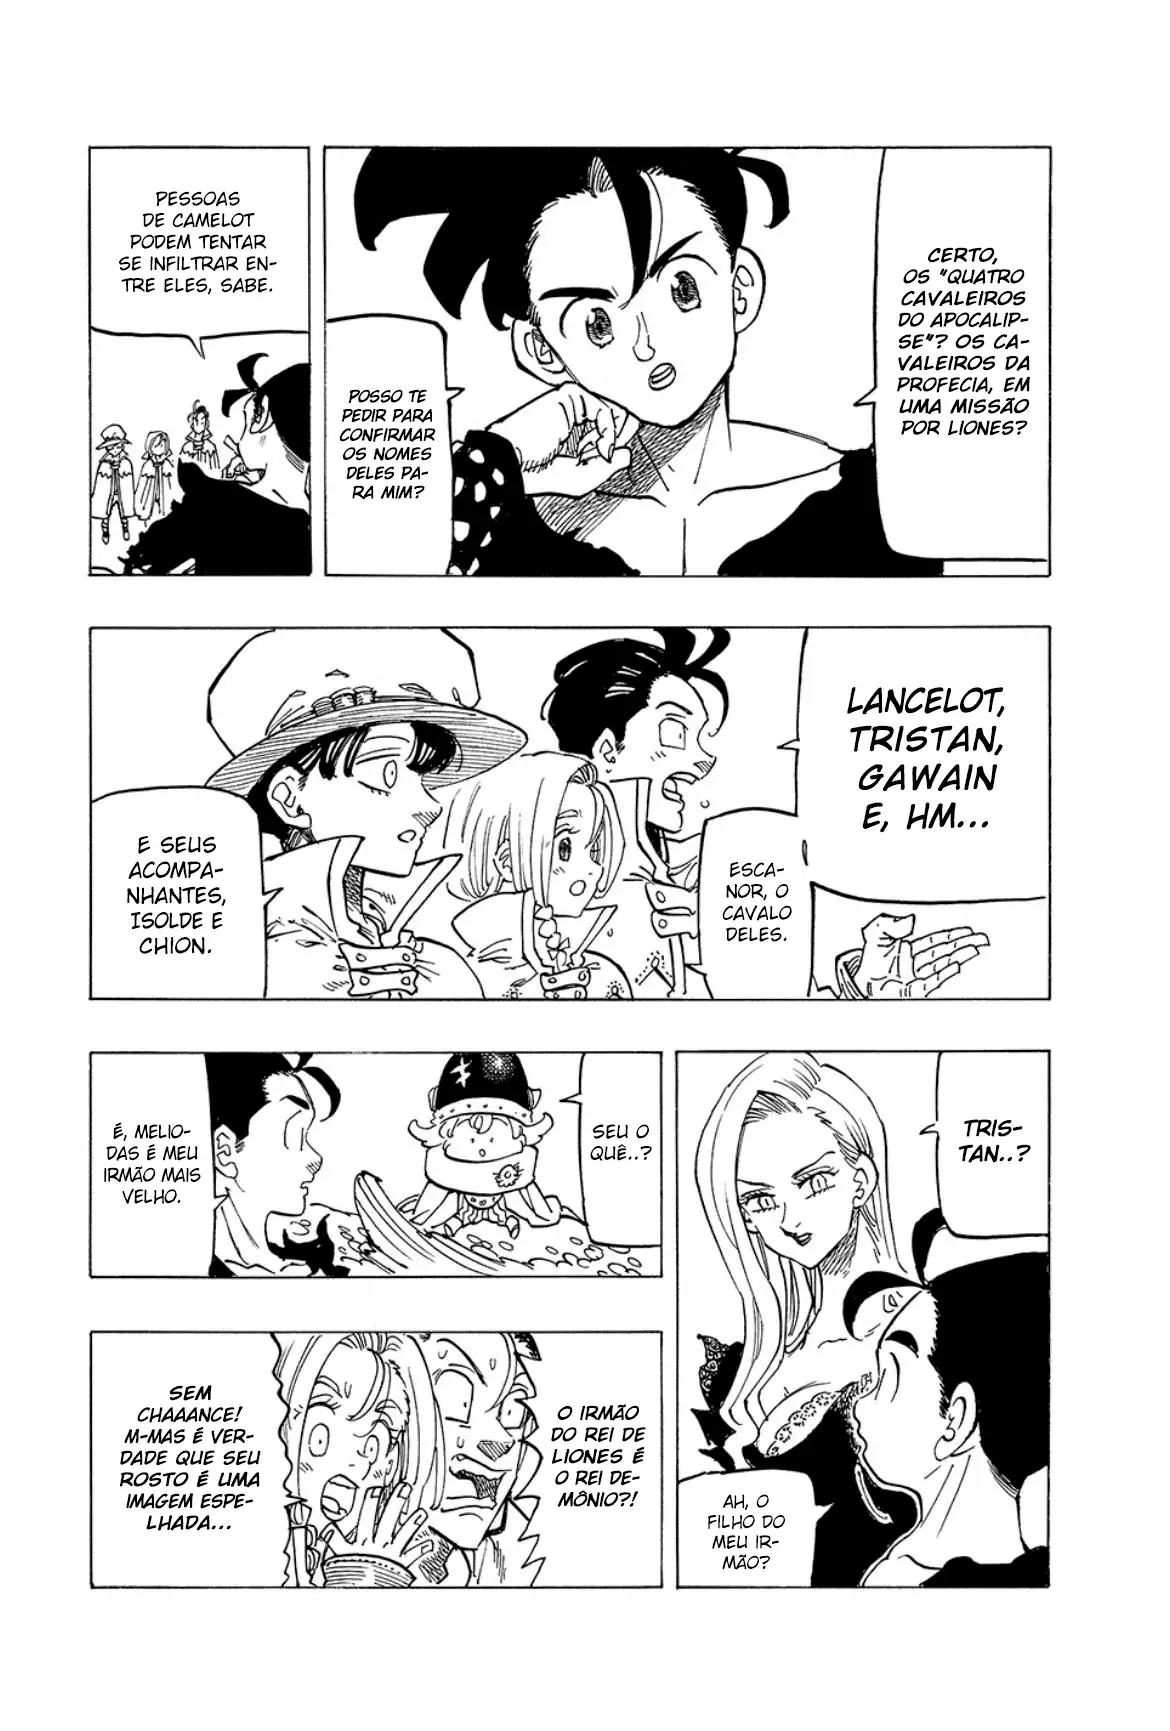 CERTO,
OS "QUATRO
CAVALEIROS
DO APOCALIP-
SE"? OS CA-
VALEIROS DA
PROFECIA, EM
UMA MISSÃO
POR LIONES?
POSSO TE
PEDIR PARA
CONFIRMAR
OS NOMES
DELES PA-
RA MIM?
PESSOAS
DE CAMELOT
PODEM TENTAR
SE INFILTRAR EN-
TRE ELES, SABE.
LANCELOT,
TRISTAN,
GAWAIN
E, HM...
ESCA-
NOR, O
CAVALO
DELES.
E SEUS
ACOMPA-
NHANTES,
ISOLDE E
CHION.
TRIS-
TAN..?
AH, O
FILHO DO
MEU IR-
MÃO?
SEU O
QUÊ..?
É, MELIO-
DAS É MEU
IRMÃO MAIS
VELHO.
O IRMÃO
DO REI DE
LIONES É
O REI DE-
MÔNIO?!
SEM
CHAAANCE!
M-MAS É VER-
DADE QUE SEU
ROSTO É UMA
IMAGEM ESPE-
LHADA...